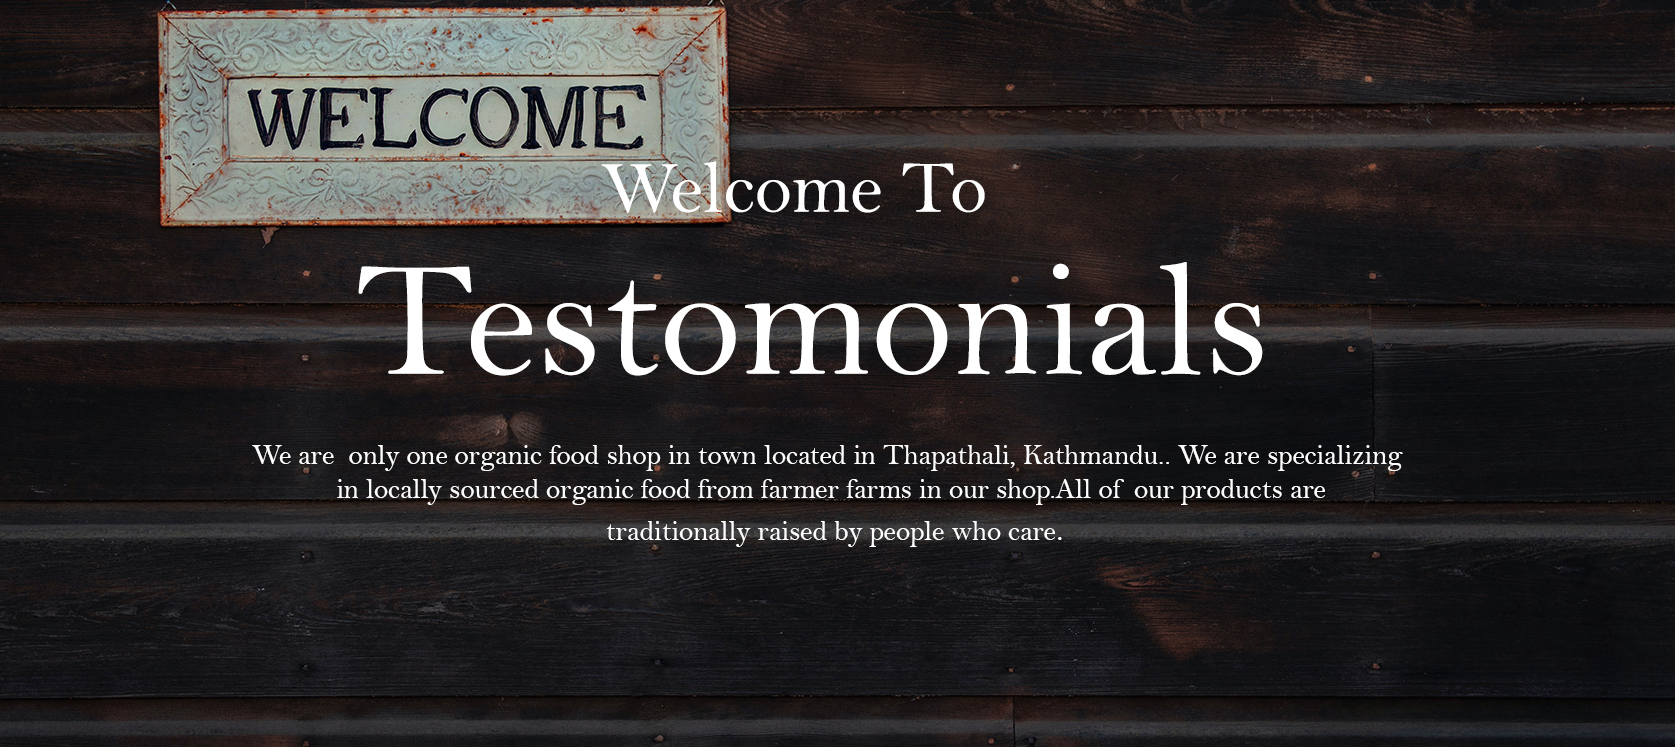 WELCOME
Welcome To
Testomonials
We are  only one organic food shop in town located in Thapathali, Kathmandu.. We are specializing
in locally sourced organic food from farmer farms in our shop.All of  our products are
traditionally raised by people who care.